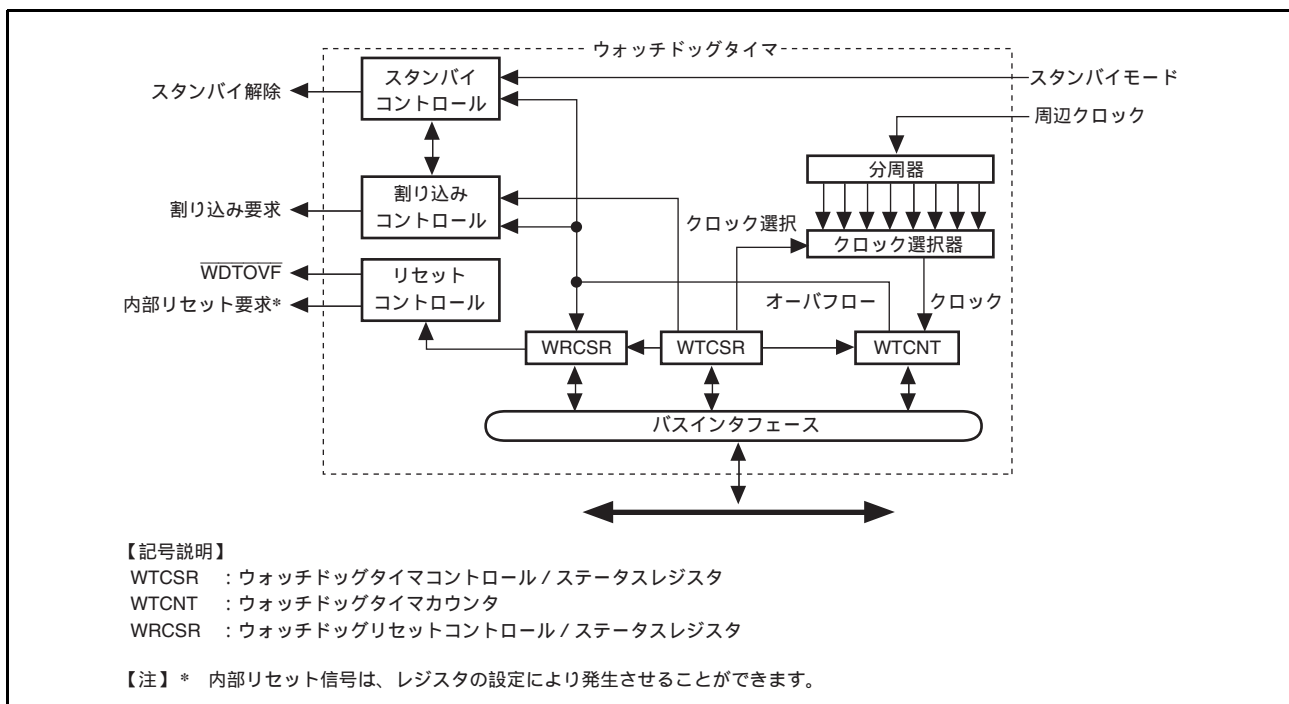 ウォッチドッグタイマ
スタンバイ
コントロール
スタンバイ解除
スタンバイモード
周辺クロック
分周器
割り込み
コントロール
割り込み要求
クロック選択
クロック選択器
WDTOVF
リセット
コントロール
内部リセット要求*
オーバフロー
クロック
WRCSR
WTCSR
WTCNT
バスインタフェース
【記号説明】
WTCSR : ウォッチドッグタイマコントロール / ステータスレジスタ
WTCNT : ウォッチドッグタイマカウンタ
WRCSR : ウォッチドッグリセットコントロール / ステータスレジスタ
【注】* 内部リセット信号は、レジスタの設定により発生させることができます。